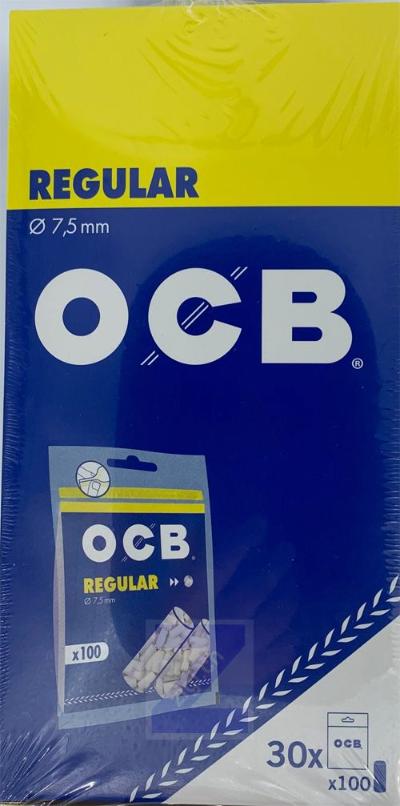 REGULAR
Ø 7,5 mm
OCB®
OCB®
REGULAR
Ø 7,5 mm
x100
30x
OCB
x100